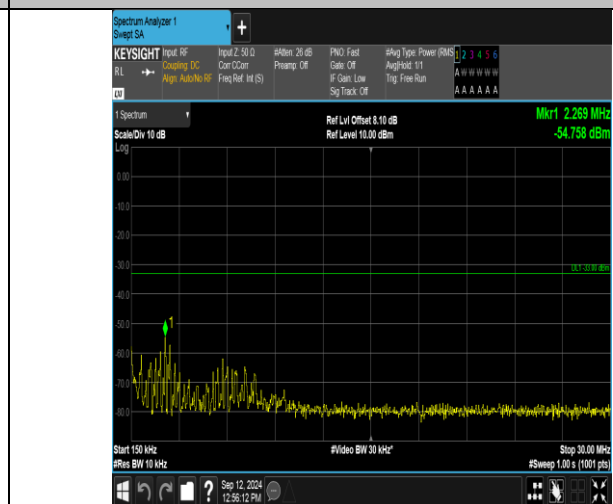 Spectrum Analyzer 1
Swept SA
+
KEYSIGHT Input: RF Input Z: 50 Ω #Atten: 26 dB PNO: Fast #Avg Type: Power (RMS 1 2 3 4 5 6
RL Coupling: DC Corr CCorr Preamp: Off Gate: Off Avg|Hold: 1/1 A W W W W W
Align: Auto/No RF Freq Ref: Int (S) IF Gain: Low Trig: Free Run
LXI Sig Track: Off A A A A A A
1 Spectrum Ref Lvl Offset 8.10 dB Mkr1 2.269 MHz
Scale/Div 10 dB Ref Level 10.00 dBm -54.758 dBm
Log
0.00
-10.0
-20.0
-30.0
DL1 -33.00 dBm
-40.0
-50.0
1
-60.0
-70.0
-80.0
Start 150 kHz #Video BW 30 kHz* Stop 30.00 MHz
#Res BW 10 kHz #Sweep 1.00 s (1001 pts)
? Sep 12, 2024
12:56:12 PM